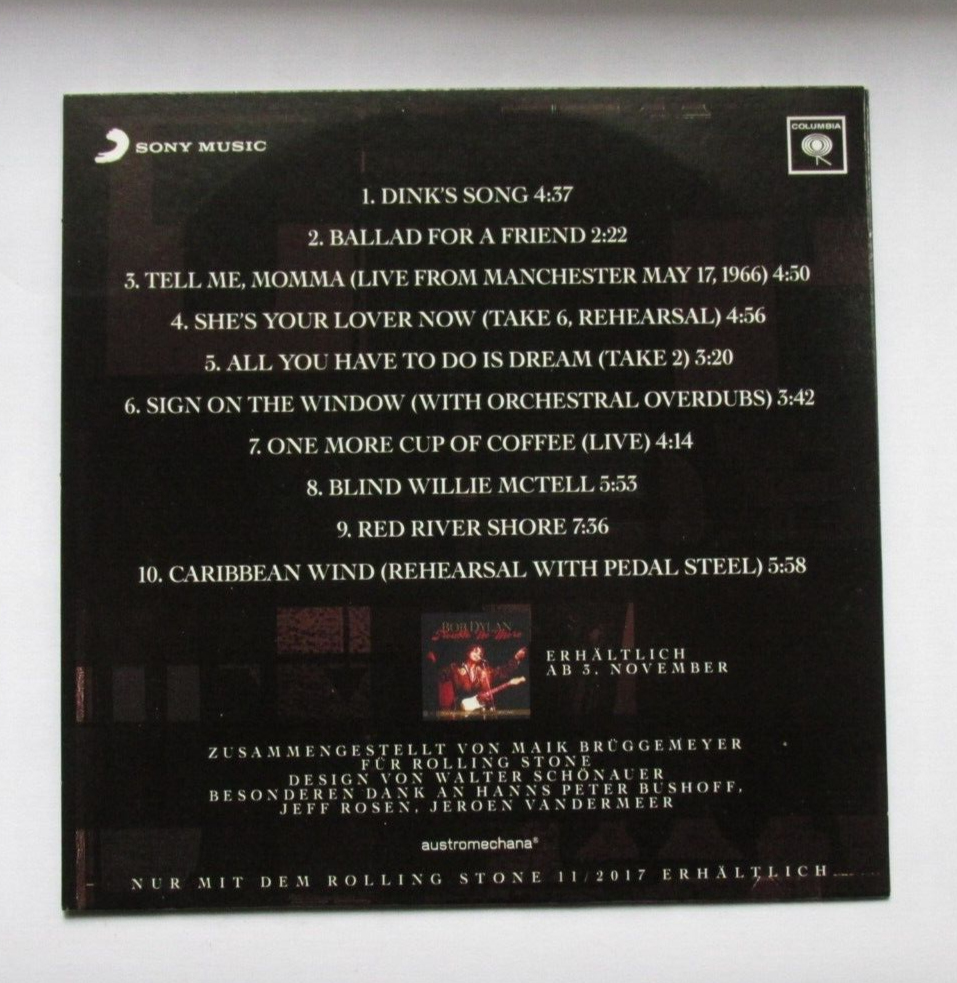 SONY MUSIC
COLUMBIA
1. DINK'S SONG 4:37
2. BALLAD FOR A FRIEND 2:22
3. TELL ME, MOMMA (LIVE FROM MANCHESTER MAY 17, 1966) 4:50
4. SHE'S YOUR LOVER NOW (TAKE 6, REHEARSAL) 4:56
5. ALL YOU HAVE TO DO IS DREAM (TAKE 2) 3:20
6. SIGN ON THE WINDOW (WITH ORCHESTRAL OVERDUBS) 3:42
7. ONE MORE CUP OF COFFEE (LIVE) 4:14
8. BLIND WILLIE MCTELL 5:53
9. RED RIVER SHORE 7:36
10. CARIBBEAN WIND (REHEARSAL WITH PEDAL STEEL) 5:58
BOB DYLAN
Trouble No More
ERHÄLTLICH
AB 3. NOVEMBER
ZUSAMMENGESTELLT VON MAIK BRÜGGEMEYER
FÜR ROLLING STONE
DESIGN VON WALTER SCHÖNAUER
BESONDEREN DANK AN HANNS PETER BUSHOFF,
JEFF ROSEN, JEROEN VANDERMEER
austromechana®
NUR MIT DEM ROLLING STONE 11/2017 ERHÄLTLICH